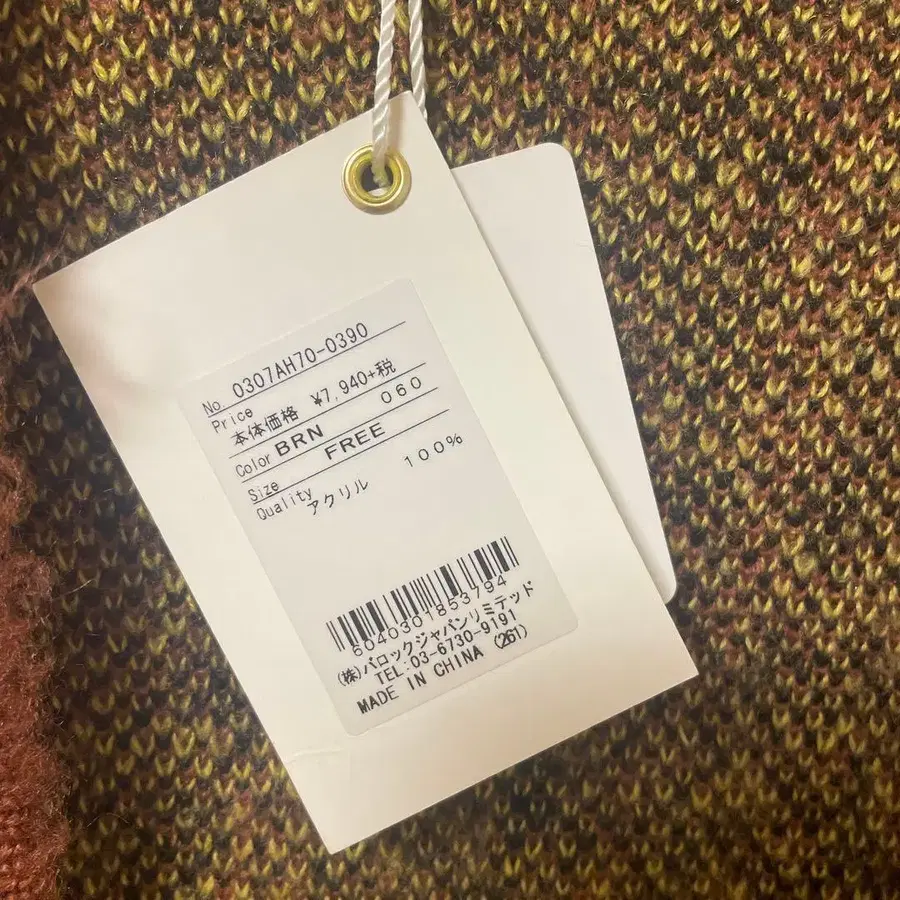 No. 0307AH70-0390
Price
本体価格 ¥7,940+税
Color BRN 060
Size FREE
Quality
アクリル 100%
6040301853794
(株)バロックジャパンリミテッド
TEL:03-6730-9191
MADE IN CHINA (261)